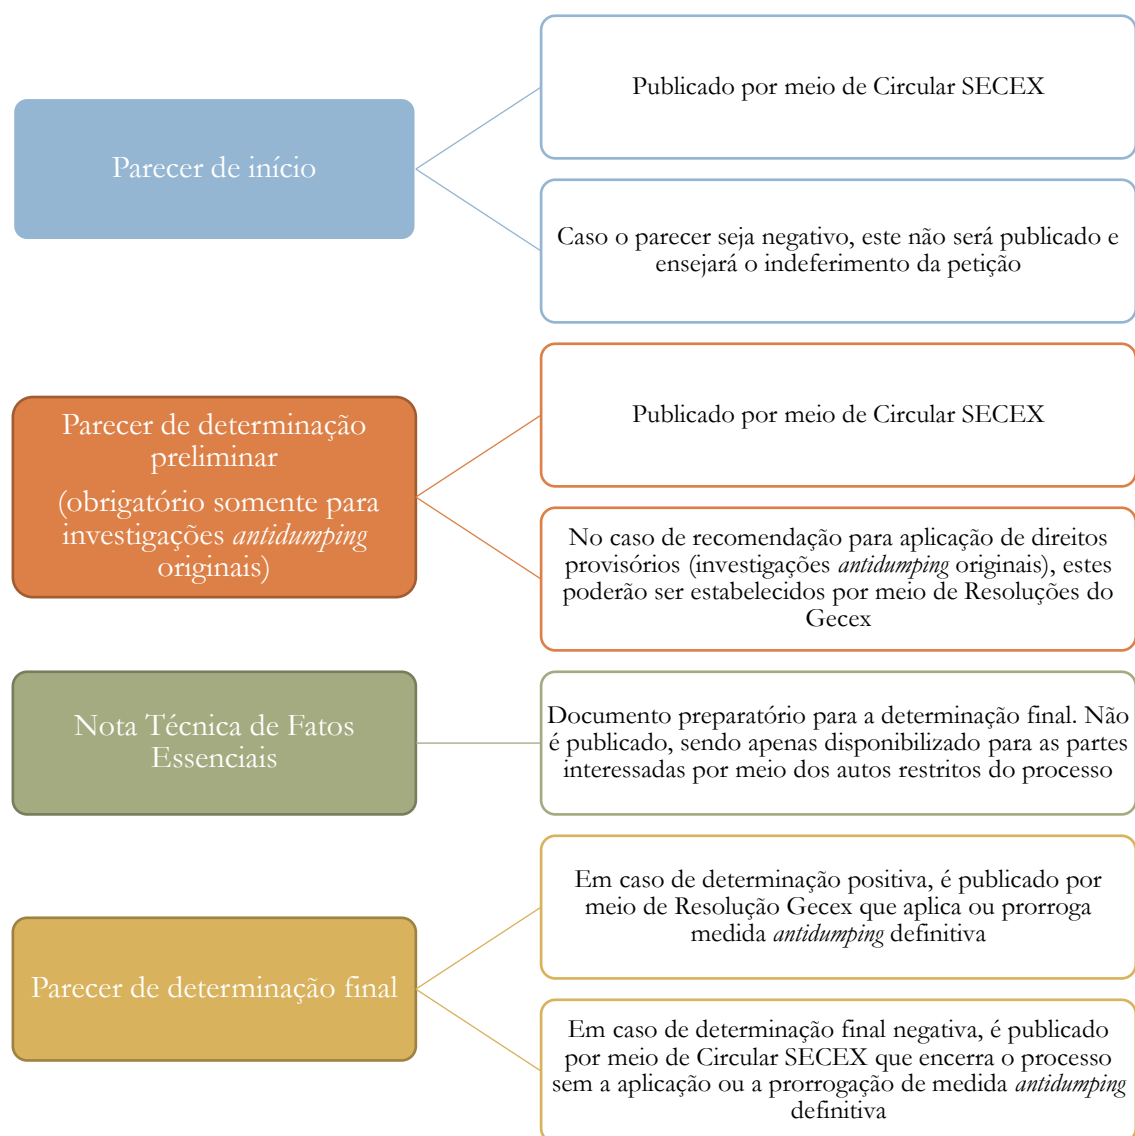 Parecer de início
Publicado por meio de Circular SECEX
Caso o parecer seja negativo, este não será publicado e
ensejará o indeferimento da petição
Parecer de determinação
preliminar
(obrigatório somente para
investigações antidumping
originais)
Publicado por meio de Circular SECEX
No caso de recomendação para aplicação de direitos
provisórios (investigações antidumping originais), estes
poderão ser estabelecidos por meio de Resoluções do
Gecex
Nota Técnica de Fatos
Essenciais
Documento preparatório para a determinação final. Não
é publicado, sendo apenas disponibilizado para as partes
interessadas por meio dos autos restritos do processo
Parecer de determinação final
Em caso de determinação positiva, é publicado por
meio de Resolução Gecex que aplica ou prorroga
medida antidumping definitiva
Em caso de determinação final negativa, é publicado
por meio de Circular SECEX que encerra o processo
sem a aplicação ou a prorrogação de medida antidumping
definitiva